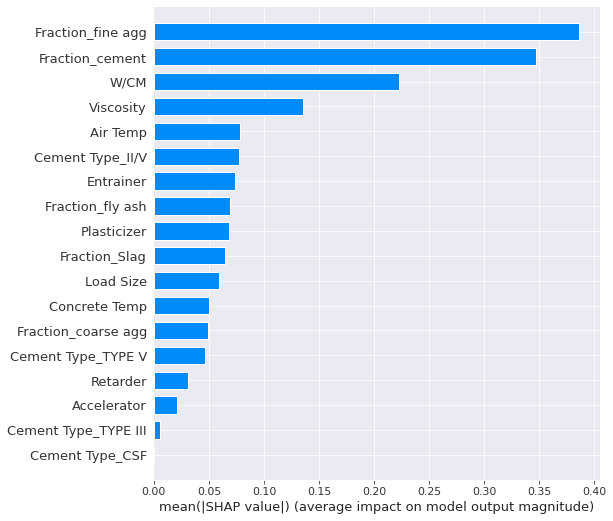 Fraction_fine agg
Fraction_cement
W/CM
Viscosity
Air Temp
Cement Type_II/V
Entrainer
Fraction_fly ash
Plasticizer
Fraction_Slag
Load Size
Concrete Temp
Fraction_coarse agg
Cement Type_TYPE V
Retarder
Accelerator
Cement Type_TYPE III
Cement Type_CSF
0.00 0.05 0.10 0.15 0.20 0.25 0.30 0.35 0.40
mean(|SHAP value|) (average impact on model output magnitude)